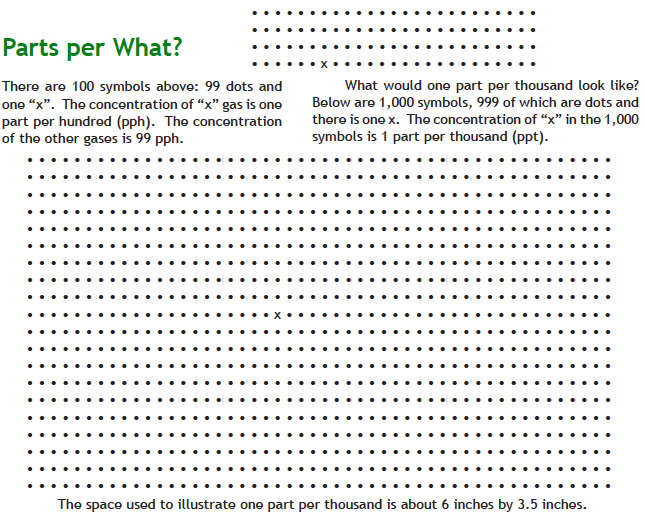 Parts per What?
x
There are 100 symbols above: 99 dots and
one “x”. The concentration of “x” gas is one
part per hundred (pph). The concentration
of the other gases is 99 pph.
What would one part per thousand look like?
Below are 1,000 symbols, 999 of which are dots and
there is one x. The concentration of “x” in the 1,000
symbols is 1 part per thousand (ppt).
x
The space used to illustrate one part per thousand is about 6 inches by 3.5 inches.